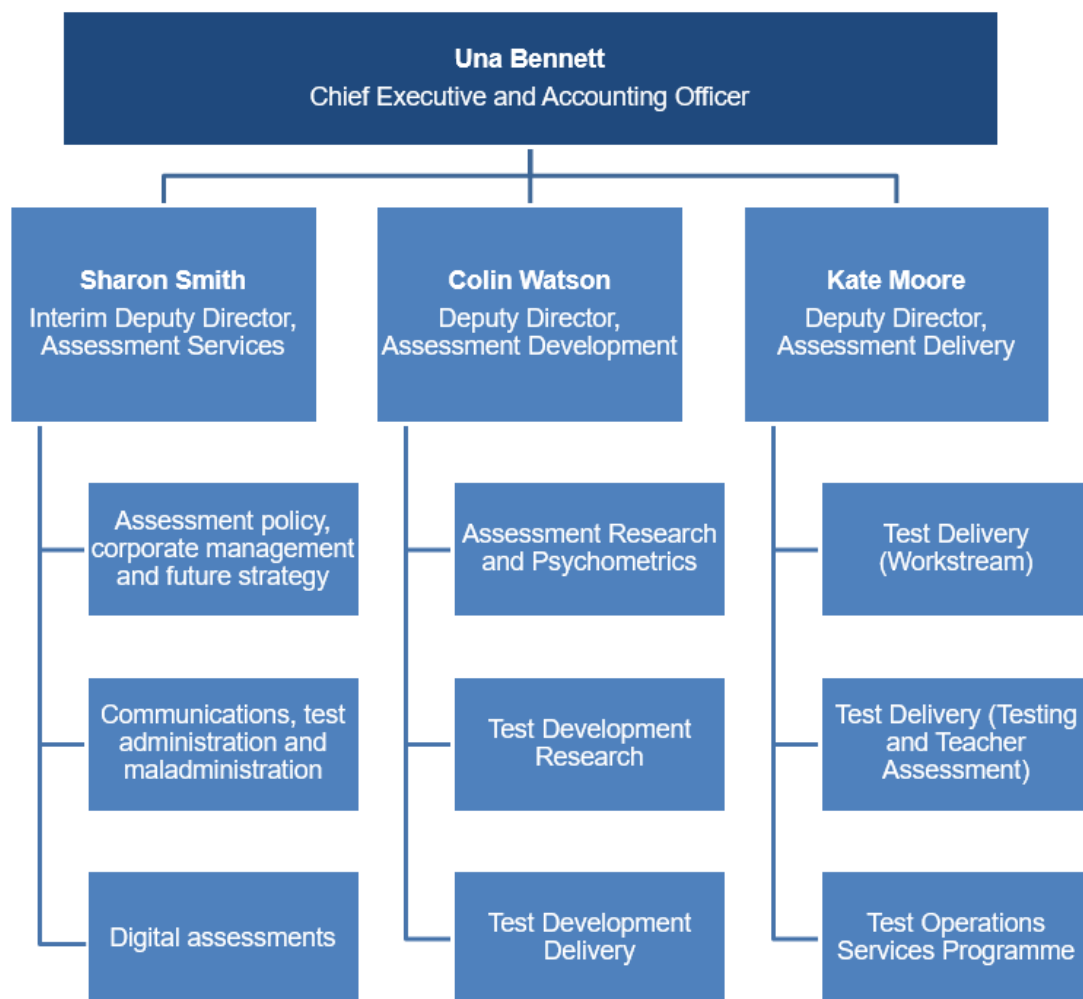 Una Bennett
Chief Executive and Accounting Officer
Sharon Smith
Interim Deputy Director,
Assessment Services
Colin Watson
Deputy Director,
Assessment Development
Kate Moore
Deputy Director,
Assessment Delivery
Assessment policy,
corporate management
and future strategy
Communications, test
administration and
maladministration
Digital assessments
Assessment Research
and Psychometrics
Test Development
Research
Test Development
Delivery
Test Delivery
(Workstream)
Test Delivery (Testing
and Teacher
Assessment)
Test Operations
Services Programme